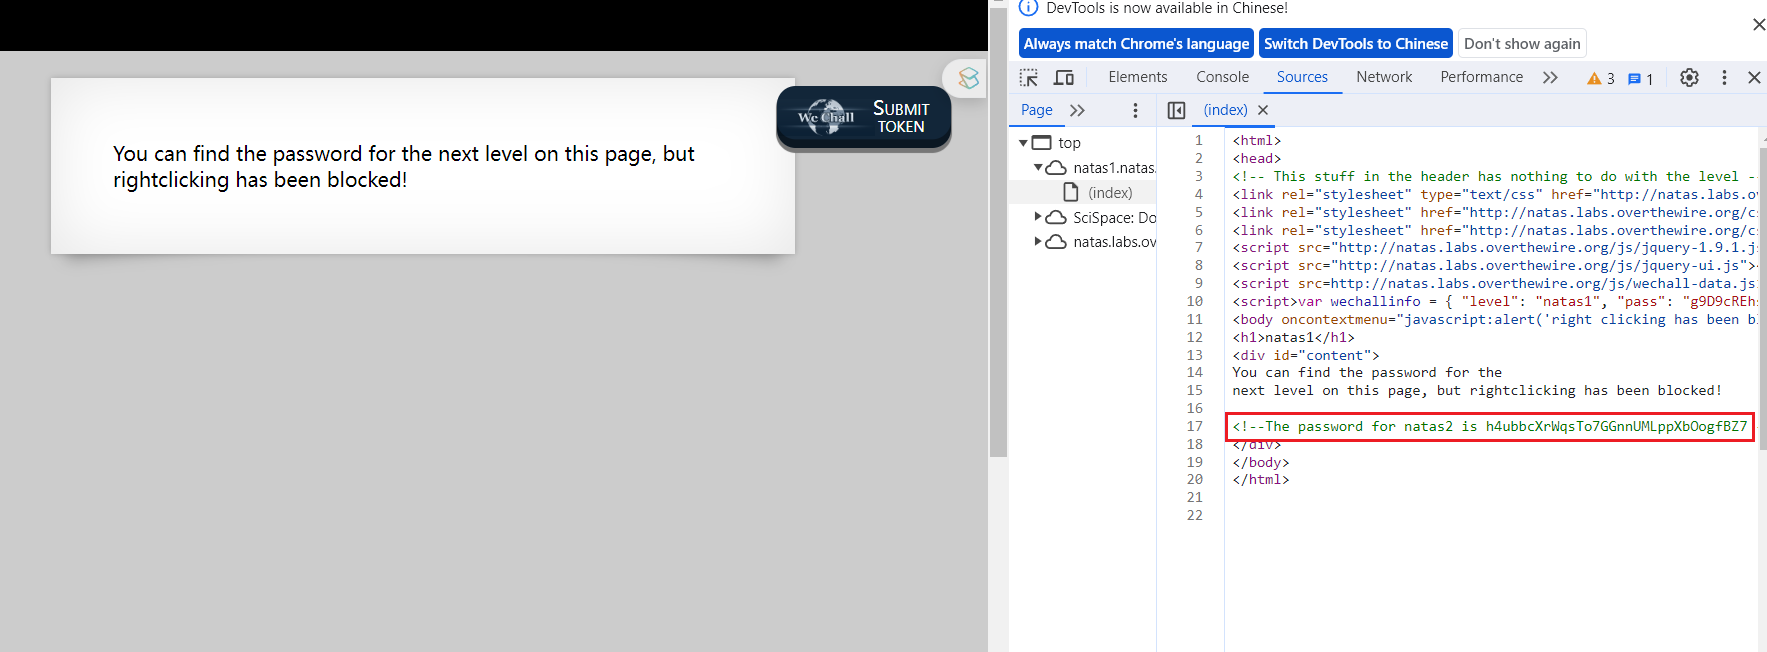 You can find the password for the next level on this page, but
rightclicking has been blocked!
We Chall
SUBMIT
TOKEN
DevTools is now available in Chinese!
Always match Chrome's language
Switch DevTools to Chinese
Don't show again
Elements Console Sources Network Performance 3 1
Page
(index)
top
natas1.natas.
(index)
SciSpace: Do
natas.labs.ov
1 <html>
2 <head>
3 <!-- This stuff in the header has nothing to do with the level -
4 <link rel="stylesheet" type="text/css" href="http://natas.labs.ov
5 <link rel="stylesheet" href="http://natas.labs.overthewire.org/cs
6 <link rel="stylesheet" href="http://natas.labs.overthewire.org/cs
7 <script src="http://natas.labs.overthewire.org/js/jquery-1.9.1.js
8 <script src="http://natas.labs.overthewire.org/js/jquery-ui.js">
9 <script src=http://natas.labs.overthewire.org/js/wechall-data.js
10 <script>var wechallinfo = { "level": "natas1", "pass": "g9D9cREhs
11 <body oncontextmenu="javascript:alert('right clicking has been bl
12 <h1>natas1</h1>
13 <div id="content">
14 You can find the password for the
15 next level on this page, but rightclicking has been blocked!
16
17 <!--The password for natas2 is h4ubbcXrWqsTo7GGnnUMLppXbOogfBZ7
18 </div>
19 </body>
20 </html>
21
22